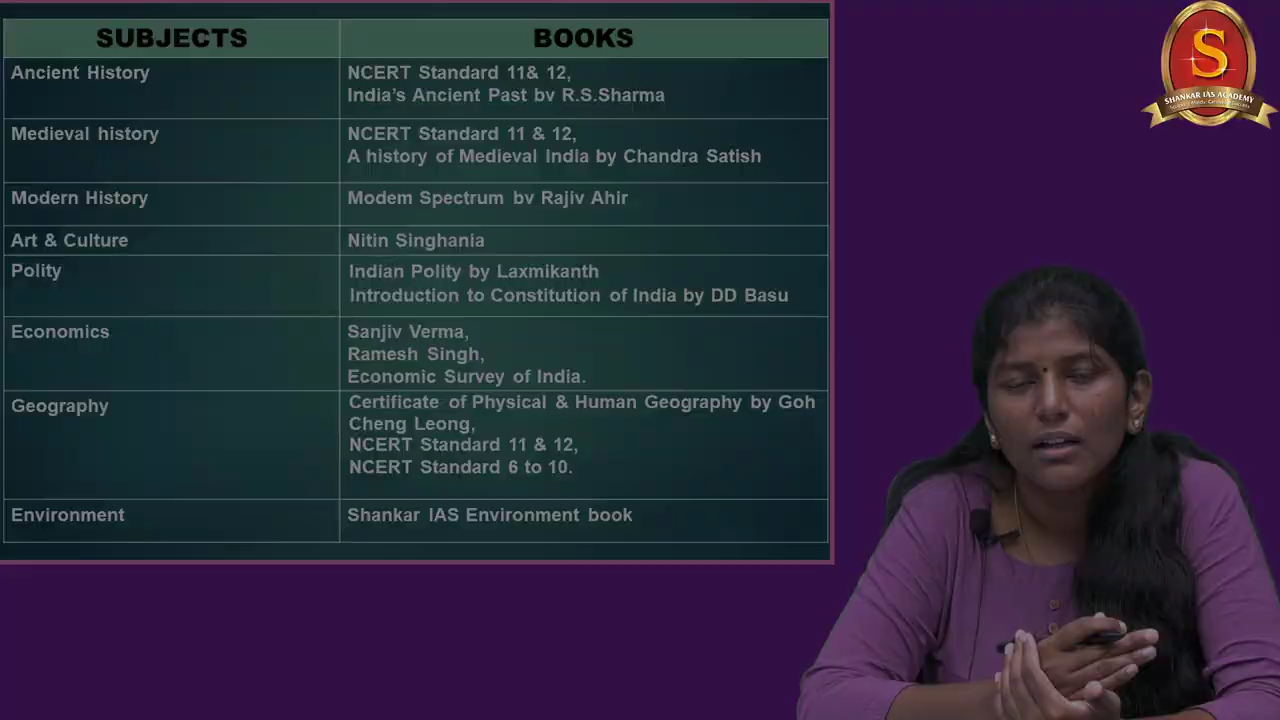 SUBJECTS
BOOKS
Ancient History
NCERT Standard 11& 12,
India's Ancient Past bv R.S.Sharma
Medieval history
NCERT Standard 11 & 12,
A history of Medieval India by Chandra Satish
Modern History
Modem Spectrum bv Rajiv Ahir
Art & Culture
Nitin Singhania
Polity
Indian Polity by Laxmikanth
Introduction to Constitution of India by DD Basu
Economics
Sanjiv Verma,
Ramesh Singh,
Economic Survey of India.
Geography
Certificate of Physical & Human Geography by Goh
Cheng Leong,
NCERT Standard 11 & 12,
NCERT Standard 6 to 10.
Environment
Shankar IAS Environment book
S
SHANKAR IAS ACADEMY